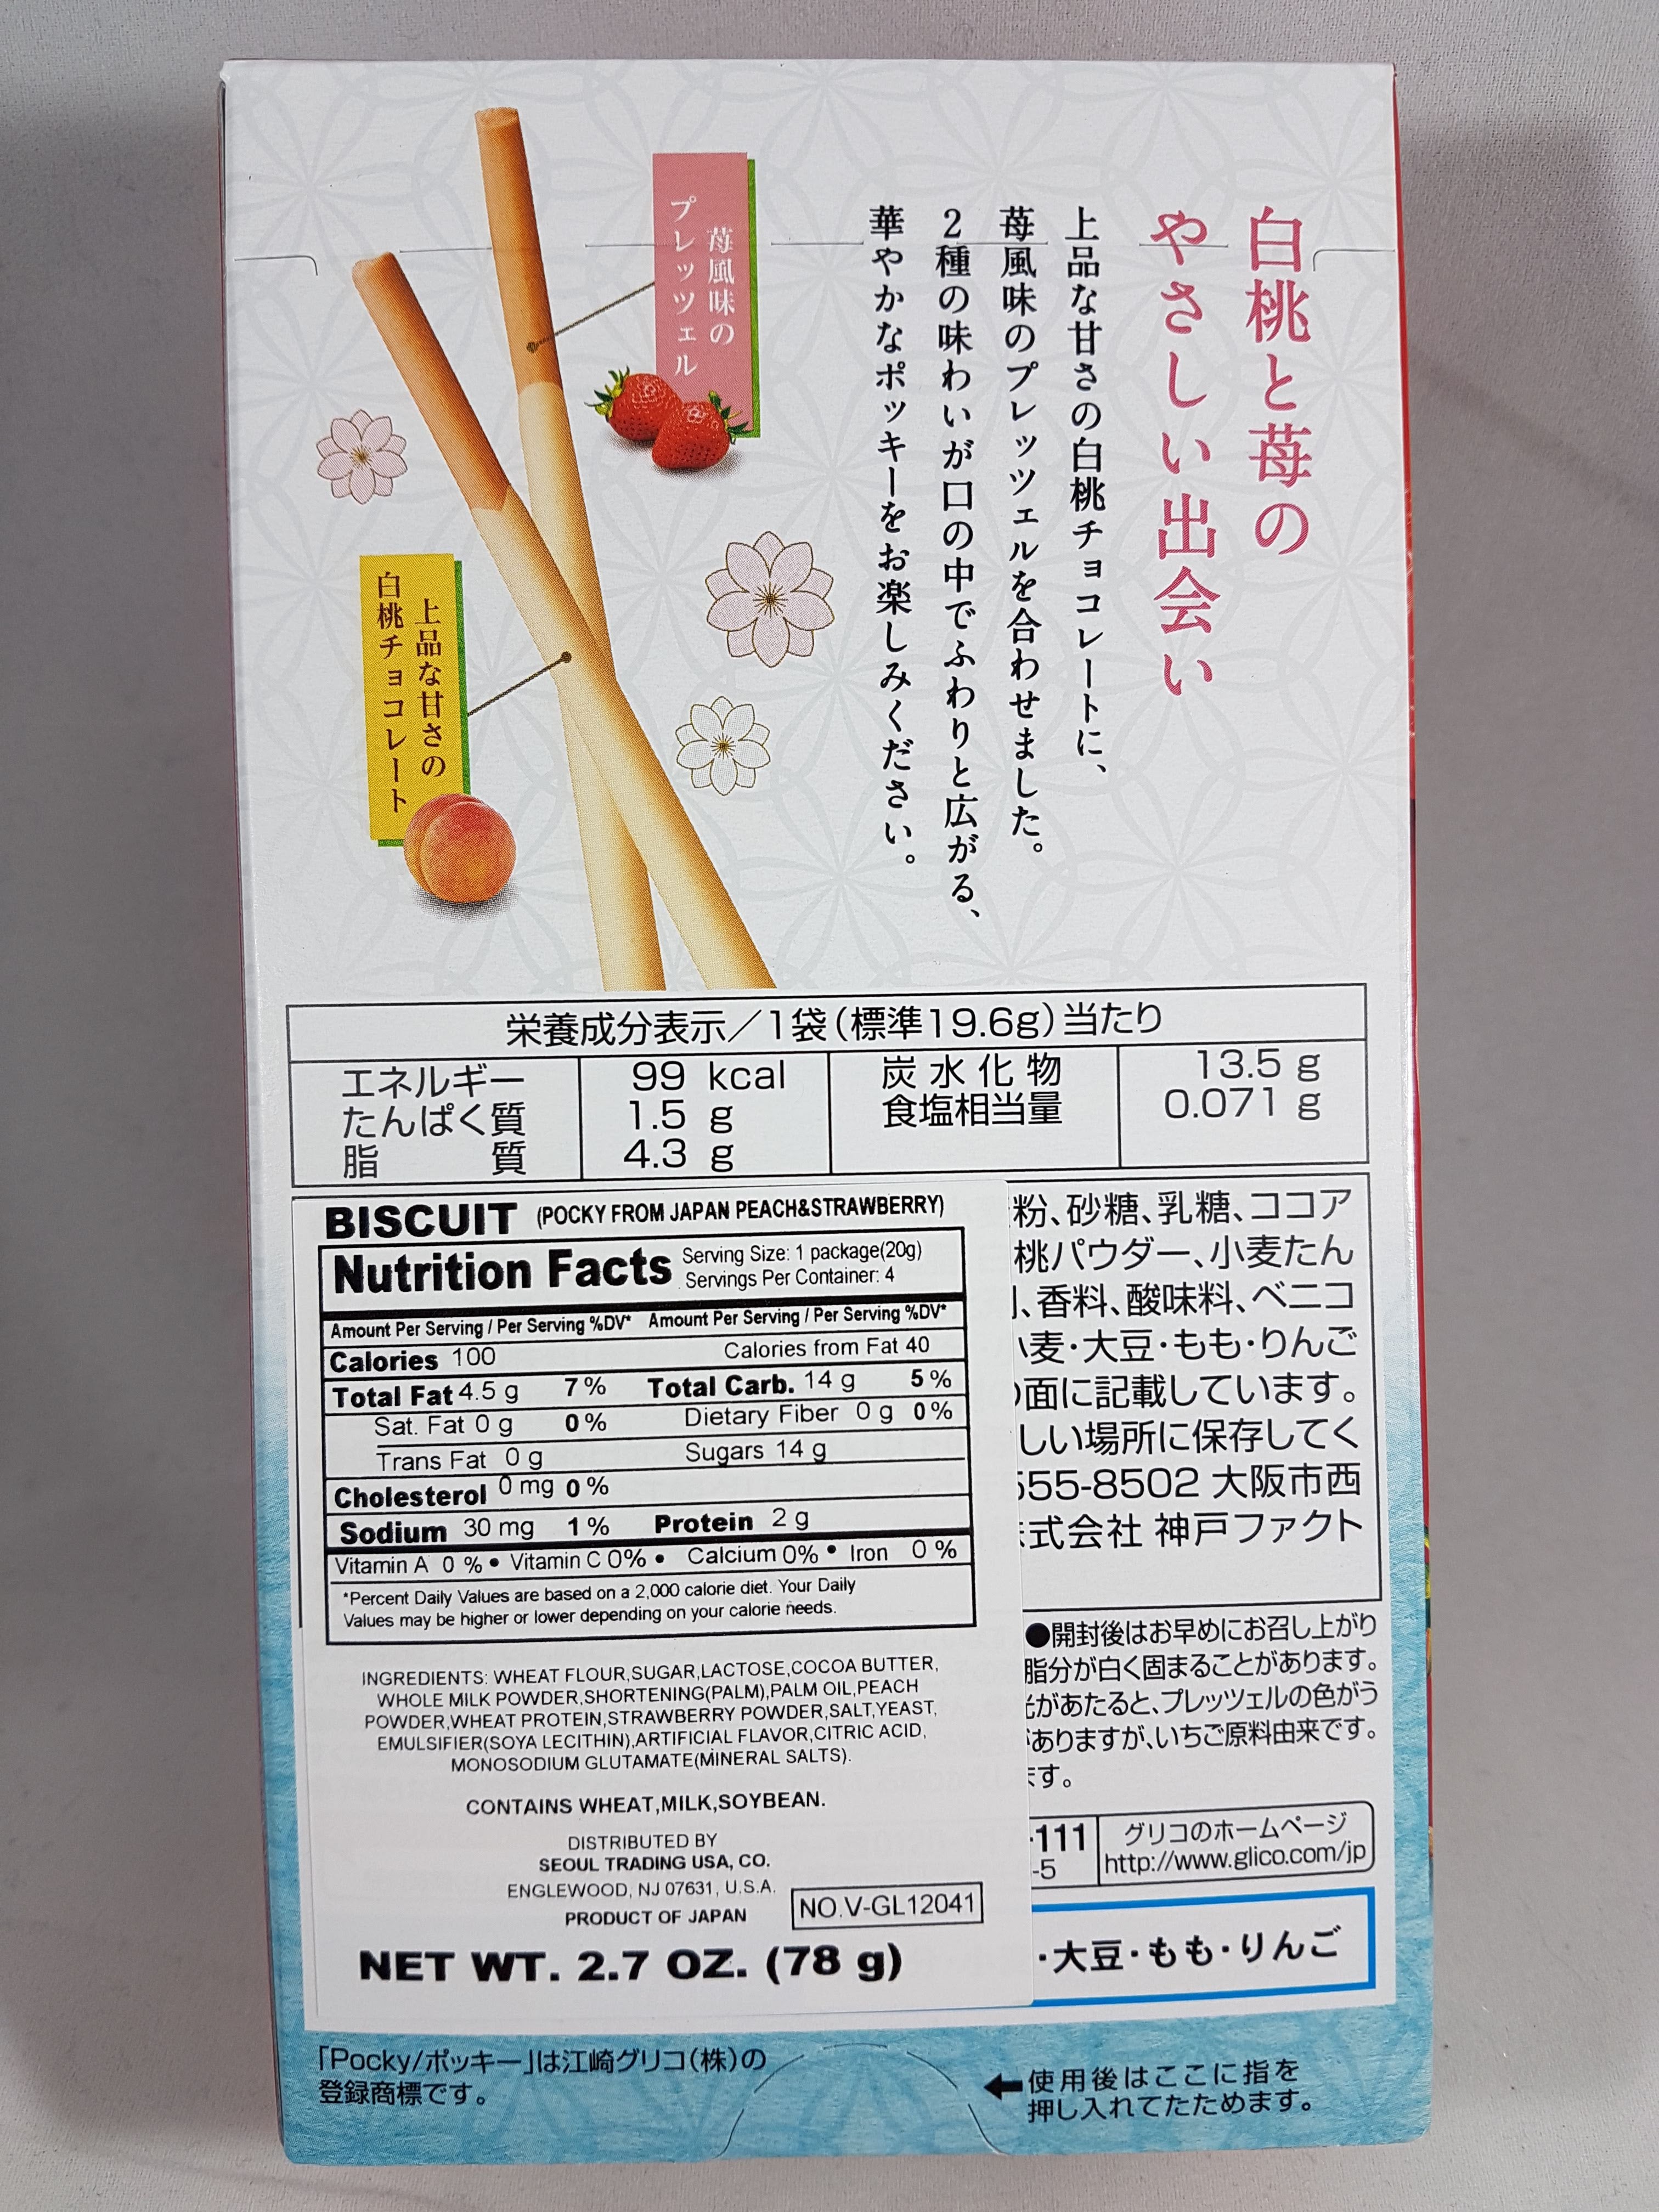 白桃と苺の
やさしい出会い
上品な甘さの白桃チョコレートに、
苺風味のプレッツェルを合わせました。
2種の味わいが口の中でふわりと広がる、
華やかなポッキーをお楽しみください。
苺風味の
プレッツェル
上品な甘さの
白桃チョコレート
栄養成分表示/1袋(標準19.6g)当たり
エネルギー 99 kcal 炭水化物 13.5 g
たんぱく質 1.5 g 食塩相当量 0.071 g
脂質 4.3 g
BISCUIT (POCKY FROM JAPAN PEACH&STRAWBERRY)
Nutrition Facts
Serving Size: 1 package(20g)
Servings Per Container: 4
Amount Per Serving / Per Serving %DV* Amount Per Serving / Per Serving %DV*
Calories 100 Calories from Fat 40
Total Fat 4.5 g 7% Total Carb. 14 g 5%
Sat. Fat 0 g 0% Dietary Fiber 0 g 0%
Trans Fat 0 g Sugars 14 g
Cholesterol 0 mg 0%
Sodium 30 mg 1% Protein 2 g
Vitamin A 0 % • Vitamin C 0% • Calcium 0% • Iron 0 %
*Percent Daily Values are based on a 2,000 calorie diet. Your Daily
Values may be higher or lower depending on your calorie needs.
INGREDIENTS: WHEAT FLOUR,SUGAR,LACTOSE,COCOA BUTTER,
WHOLE MILK POWDER,SHORTENING(PALM),PALM OIL,PEACH
POWDER,WHEAT PROTEIN,STRAWBERRY POWDER,SALT,YEAST,
EMULSIFIER(SOYA LECITHIN),ARTIFICIAL FLAVOR,CITRIC ACID,
MONOSODIUM GLUTAMATE(MINERAL SALTS).
CONTAINS WHEAT,MILK,SOYBEAN.
DISTRIBUTED BY
SEOUL TRADING USA, CO.
ENGLEWOOD, NJ 07631, U.S.A.
PRODUCT OF JAPAN
NO.V-GL12041
NET WT. 2.7 OZ. (78 g)
粉、砂糖、乳糖、ココア
桃パウダー、小麦たん
、香料、酸味料、ベニコ
麦・大豆・もも・りんご
面に記載しています。
しい場所に保存してく
555-8502 大阪市西
式会社 神戸ファクト
●開封後はお早めにお召し上がり
脂分が白く固まることがあります。
があたると、プレッツェルの色がう
ありますが、いちご原料由来です。
ます。
-111
-5
グリコのホームページ
http://www.glico.com/jp
・大豆・もも・りんご
「Pocky/ポッキー」は江崎グリコ(株)の
登録商標です。
←使用後はここに指を
押し入れてたためます。